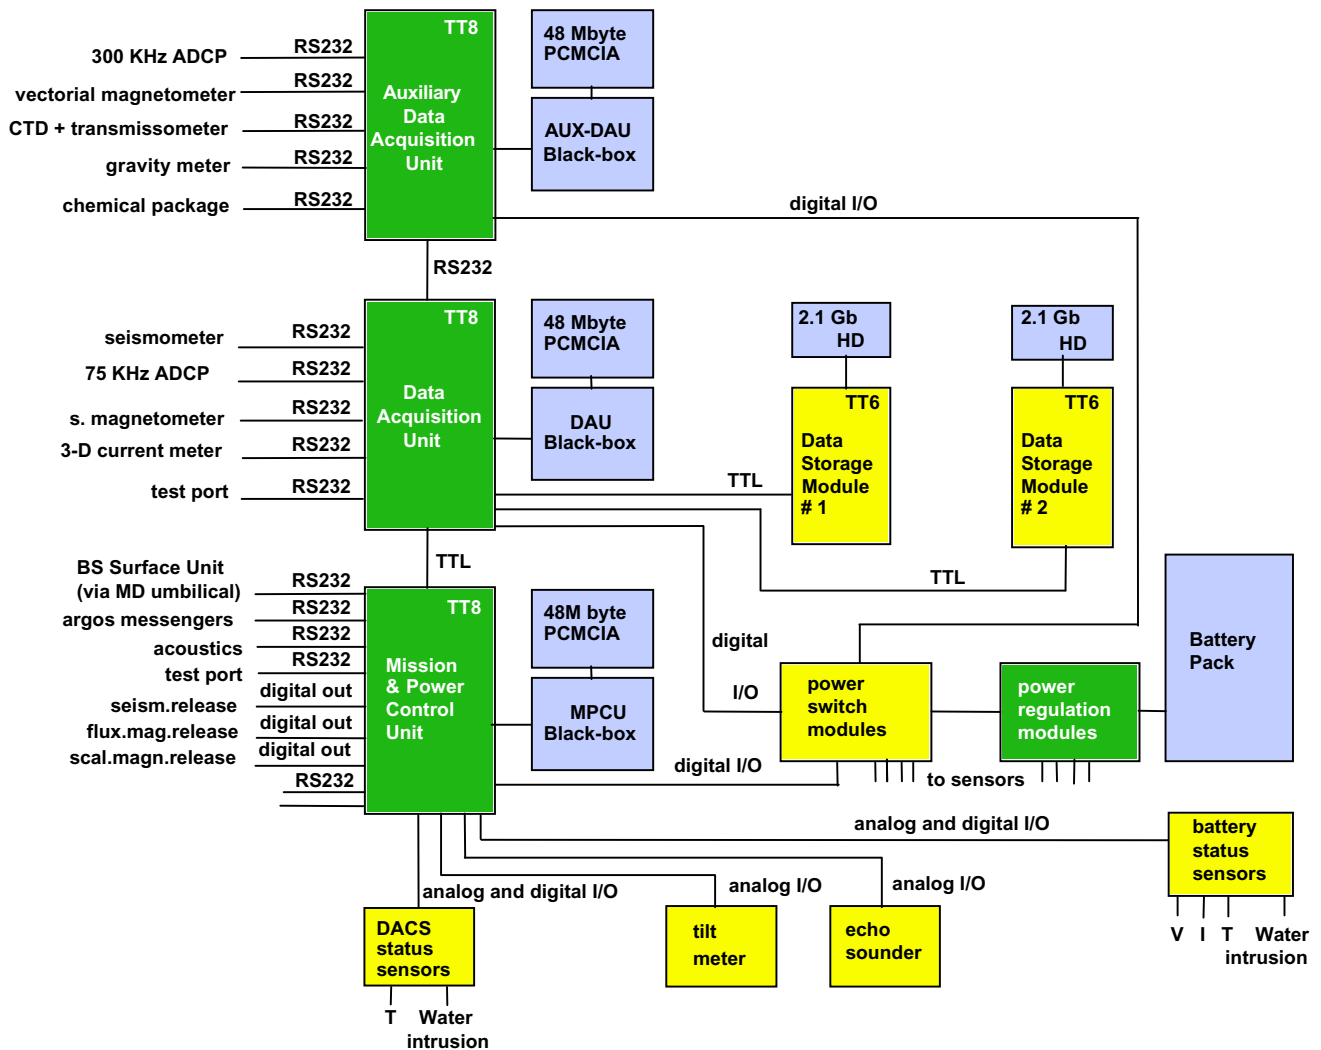 TT8
Auxiliary
Data
Acquisition
Unit
48 Mbyte
PCMCIA
AUX-DAU
Black-box
300 KHz ADCP
RS232
vectorial magnetometer
RS232
CTD + transmissometer
RS232
gravity meter
RS232
chemical package
RS232
digital I/O
RS232
TT8
Data
Acquisition
Unit
48 Mbyte
PCMCIA
DAU
Black-box
seismometer
RS232
75 KHz ADCP
RS232
s. magnetometer
RS232
3-D current meter
RS232
test port
RS232
2.1 Gb
HD
TT6
Data
Storage
Module
# 1
2.1 Gb
HD
TT6
Data
Storage
Module
# 2
TTL
TTL
TTL
BS Surface Unit
(via MD umbilical)
RS232
argos messengers
RS232
acoustics
RS232
test port
RS232
seism.release
digital out
flux.mag.release
digital out
scal.magn.release
digital out
RS232
TT8
Mission
& Power
Control
Unit
48M byte
PCMCIA
MPCU
Black-box
digital
I/O
digital I/O
power
switch
modules
power
regulation
modules
to sensors
Battery
Pack
analog and digital I/O
battery
status
sensors
V I T Water
intrusion
analog and digital I/O
analog I/O
analog I/O
DACS
status
sensors
T Water
intrusion
tilt
meter
echo
sounder